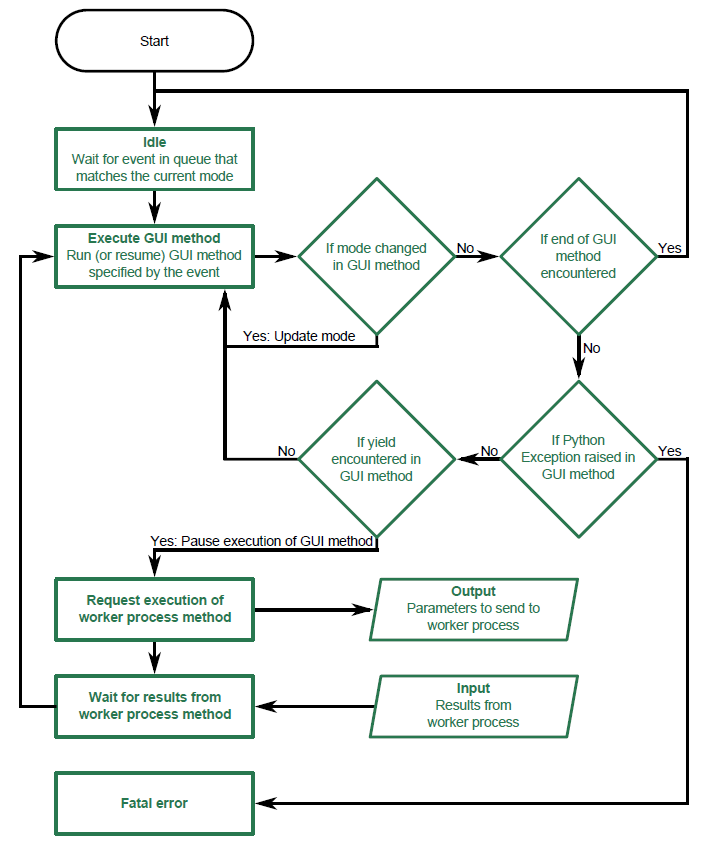 Start
Idle
Wait for event in queue that
matches the current mode
Execute GUI method
Run (or resume) GUI method
specified by the event
If mode changed
in GUI method
No
If end of GUI
method
encountered
Yes
Yes: Update mode
No
If yield
encountered in
GUI method
No
No
If Python
Exception raised in
GUI method
Yes
Yes: Pause execution of GUI method
Request execution of
worker process method
Output
Parameters to send to
worker process
Wait for results from
worker process method
Input
Results from
worker process
Fatal error